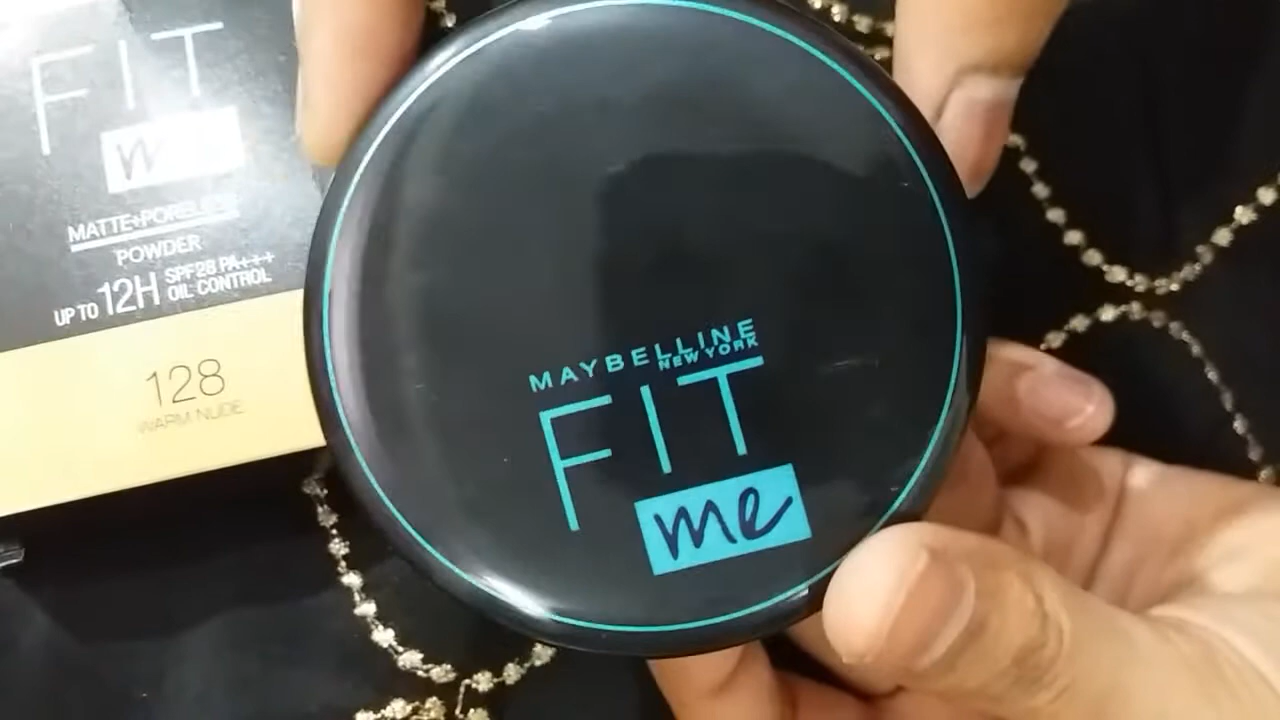 FIT
me
MATTE+PORELESS
POWDER
UP TO 12H SPF28 PA+++
OIL CONTROL
128
WARM NUDE
MAYBELLINE
NEW YORK
FIT
me